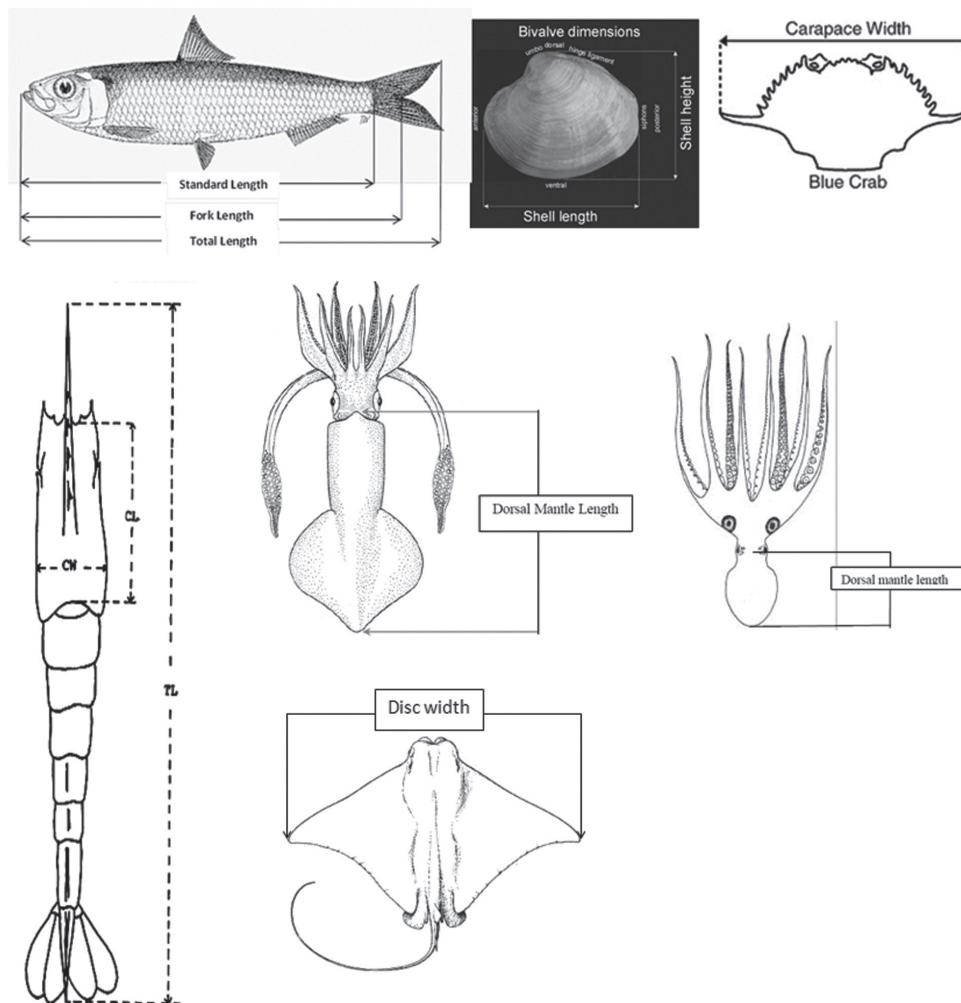 Standard Length
Fork Length
Total Length
Bivalve dimensions
umbo dorsal hinge ligament
anterior
siphons
posterior
Shell height
ventral
Shell length
Carapace Width
Blue Crab
CL
CW
TL
Dorsal Mantle Length
Dorsal mantle length
Disc width